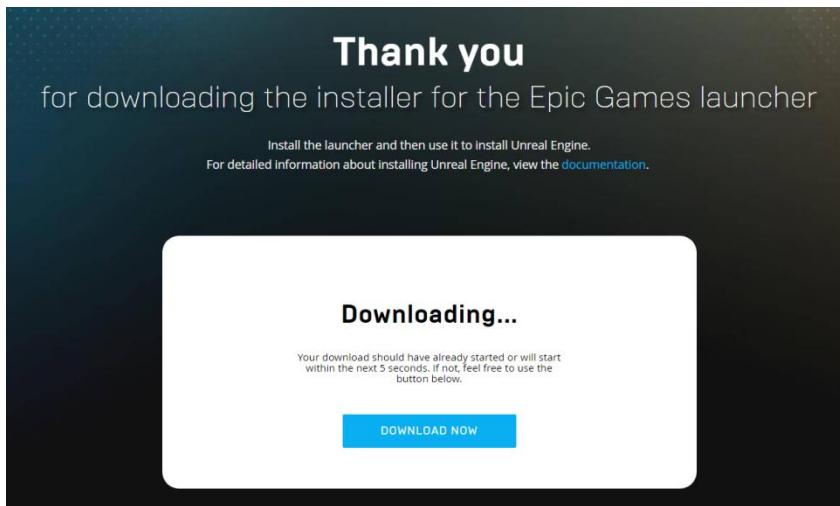 Thank you
for downloading the installer for the Epic Games launcher
Install the launcher and then use it to install Unreal Engine.
For detailed information about installing Unreal Engine, view the documentation.
Downloading...
Your download should have already started or will start
within the next 5 seconds. If not, feel free to use the
button below.
DOWNLOAD NOW